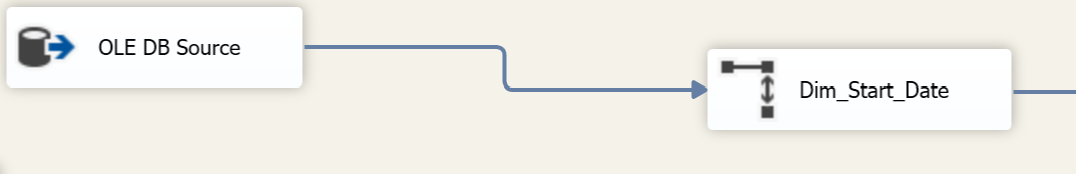 OLE DB Source
Dim_Start_Date